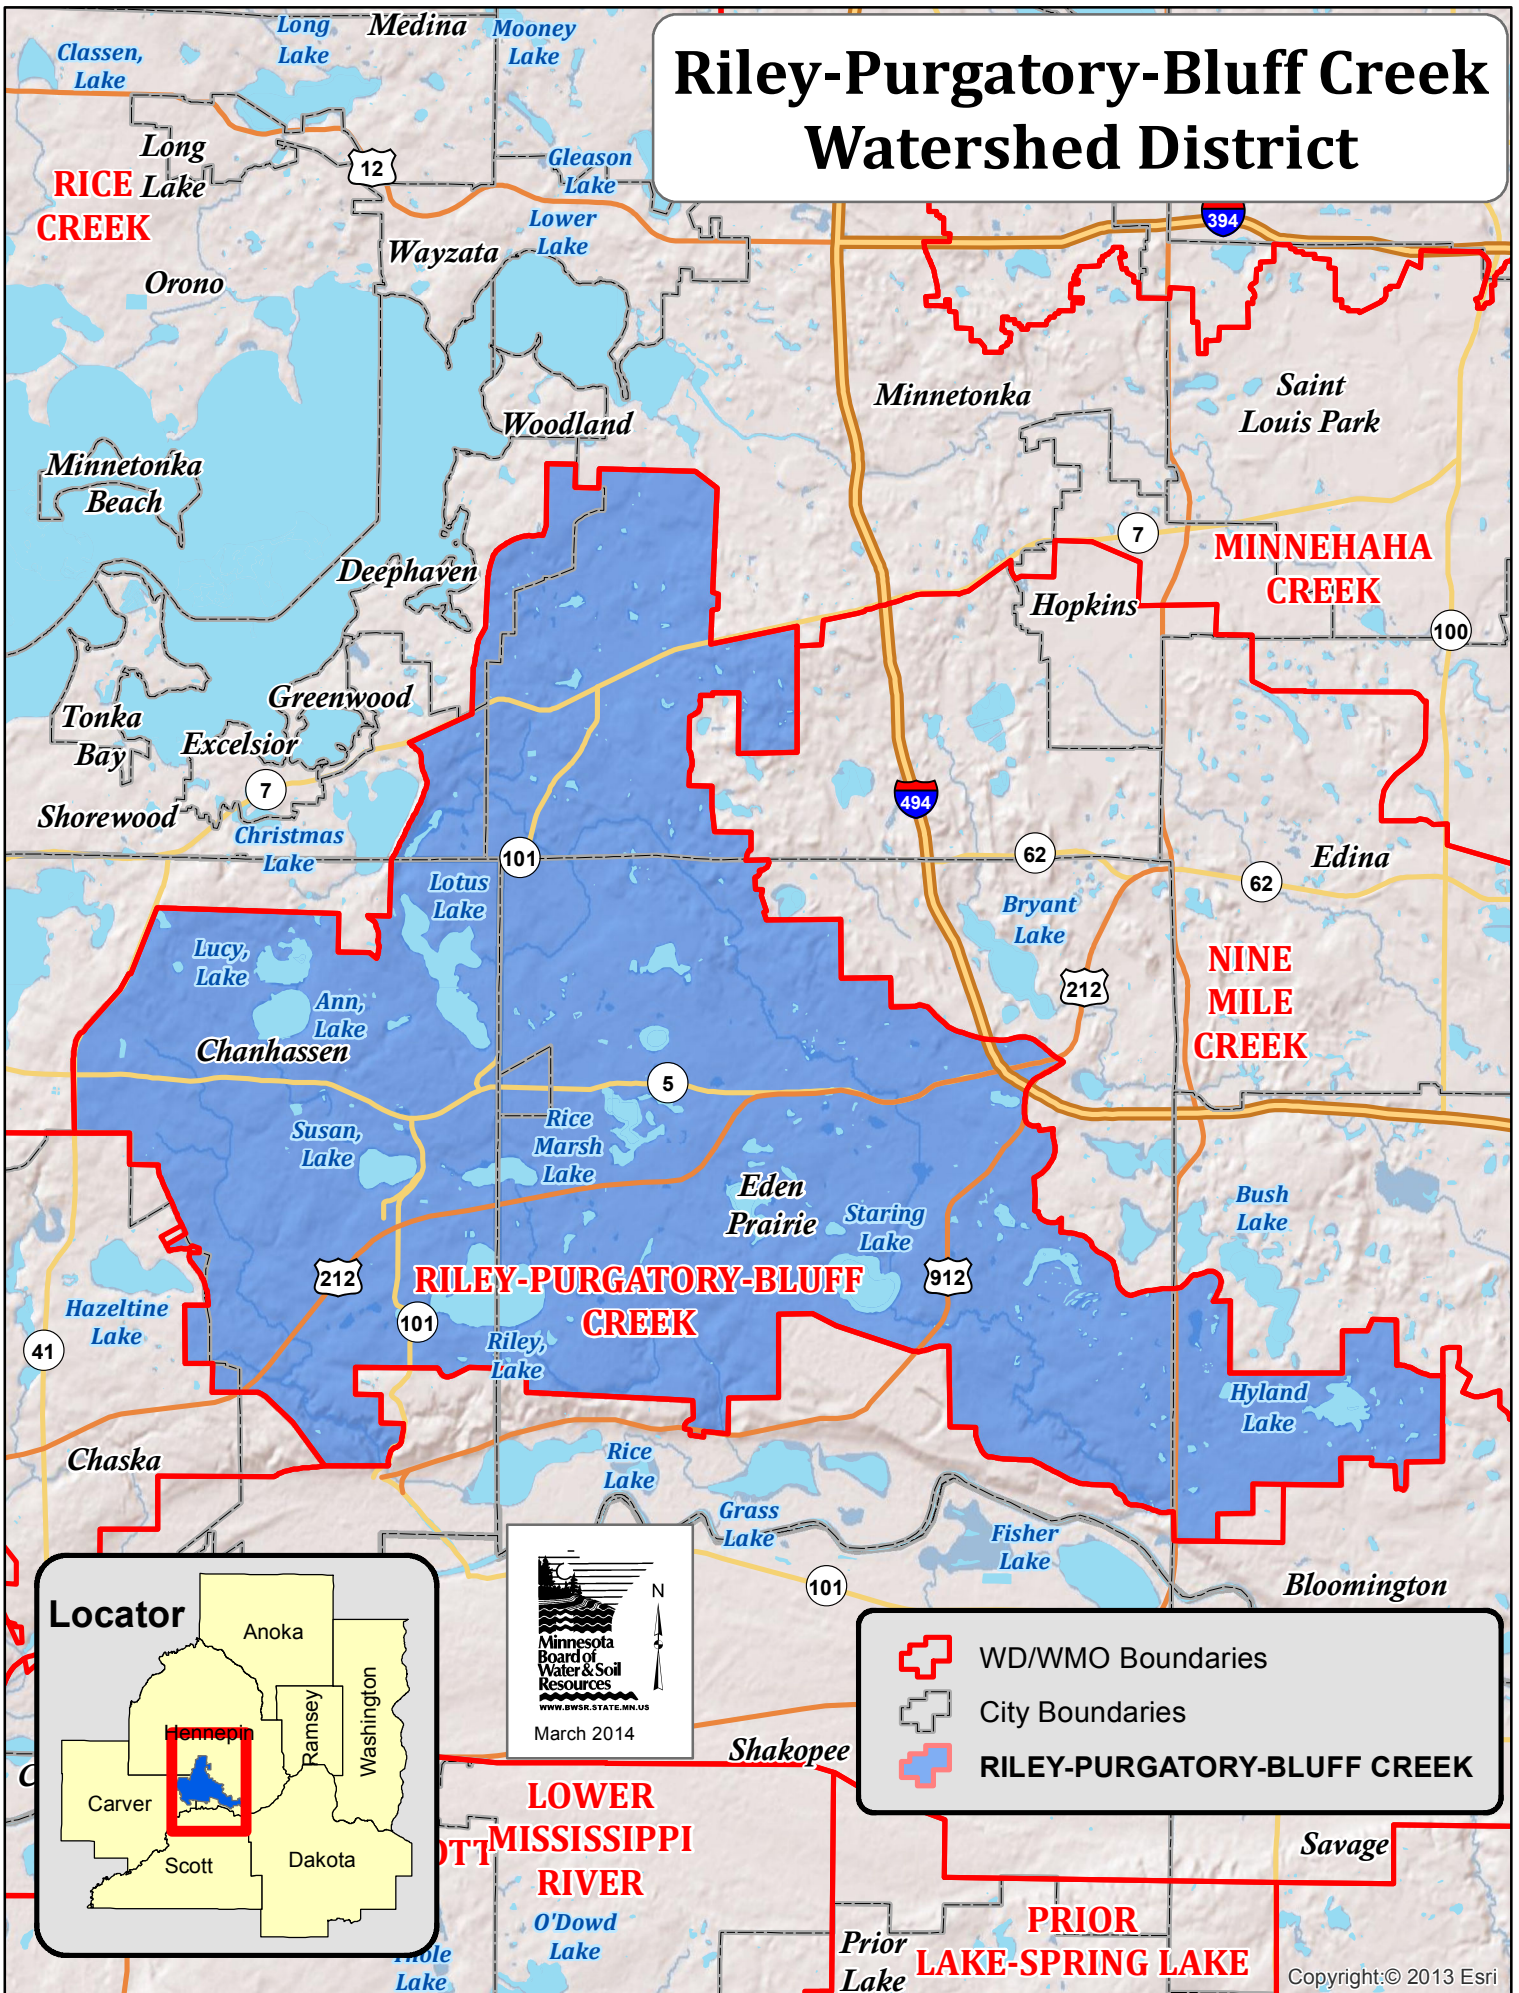 Riley-Purgatory-Bluff Creek
Watershed District
Classen,
Lake
Long
Lake
Medina
Mooney
Lake
Long
Lake
RICE
CREEK
12
Gleason
Lake
Lower
Lake
394
Wayzata
Orono
Minnetonka
Saint
Louis Park
Woodland
Minnetonka
Beach
7
MINNEHAHA
CREEK
Deephaven
Hopkins
100
Greenwood
Tonka
Bay
Excelsior
7
494
Shorewood
Christmas
Lake
101
62
Edina
62
Lotus
Lake
Bryant
Lake
Lucy,
Lake
212
NINE
MILE
CREEK
Ann,
Lake
Chanhassen
5
Susan,
Lake
Rice
Marsh
Lake
Eden
Prairie
Staring
Lake
Bush
Lake
212
RILEY-PURGATORY-BLUFF
CREEK
912
Hazeltine
Lake
101
41
Riley,
Lake
Hyland
Lake
Chaska
Rice
Lake
Grass
Lake
Fisher
Lake
101
Bloomington
Locator
Anoka
Hennepin
Ramsey
Washington
Carver
Scott
Dakota
N
Minnesota
Board of
Water & Soil
Resources
WWW.BWSR.STATE.MN.US
March 2014
WD/WMO Boundaries
City Boundaries
RILEY-PURGATORY-BLUFF CREEK
Shakopee
LOWER
MISSISSIPPI
RIVER
Savage
O'Dowd
Lake
Lake
Prior
Lake
PRIOR
LAKE-SPRING LAKE
Copyright:© 2013 Esri